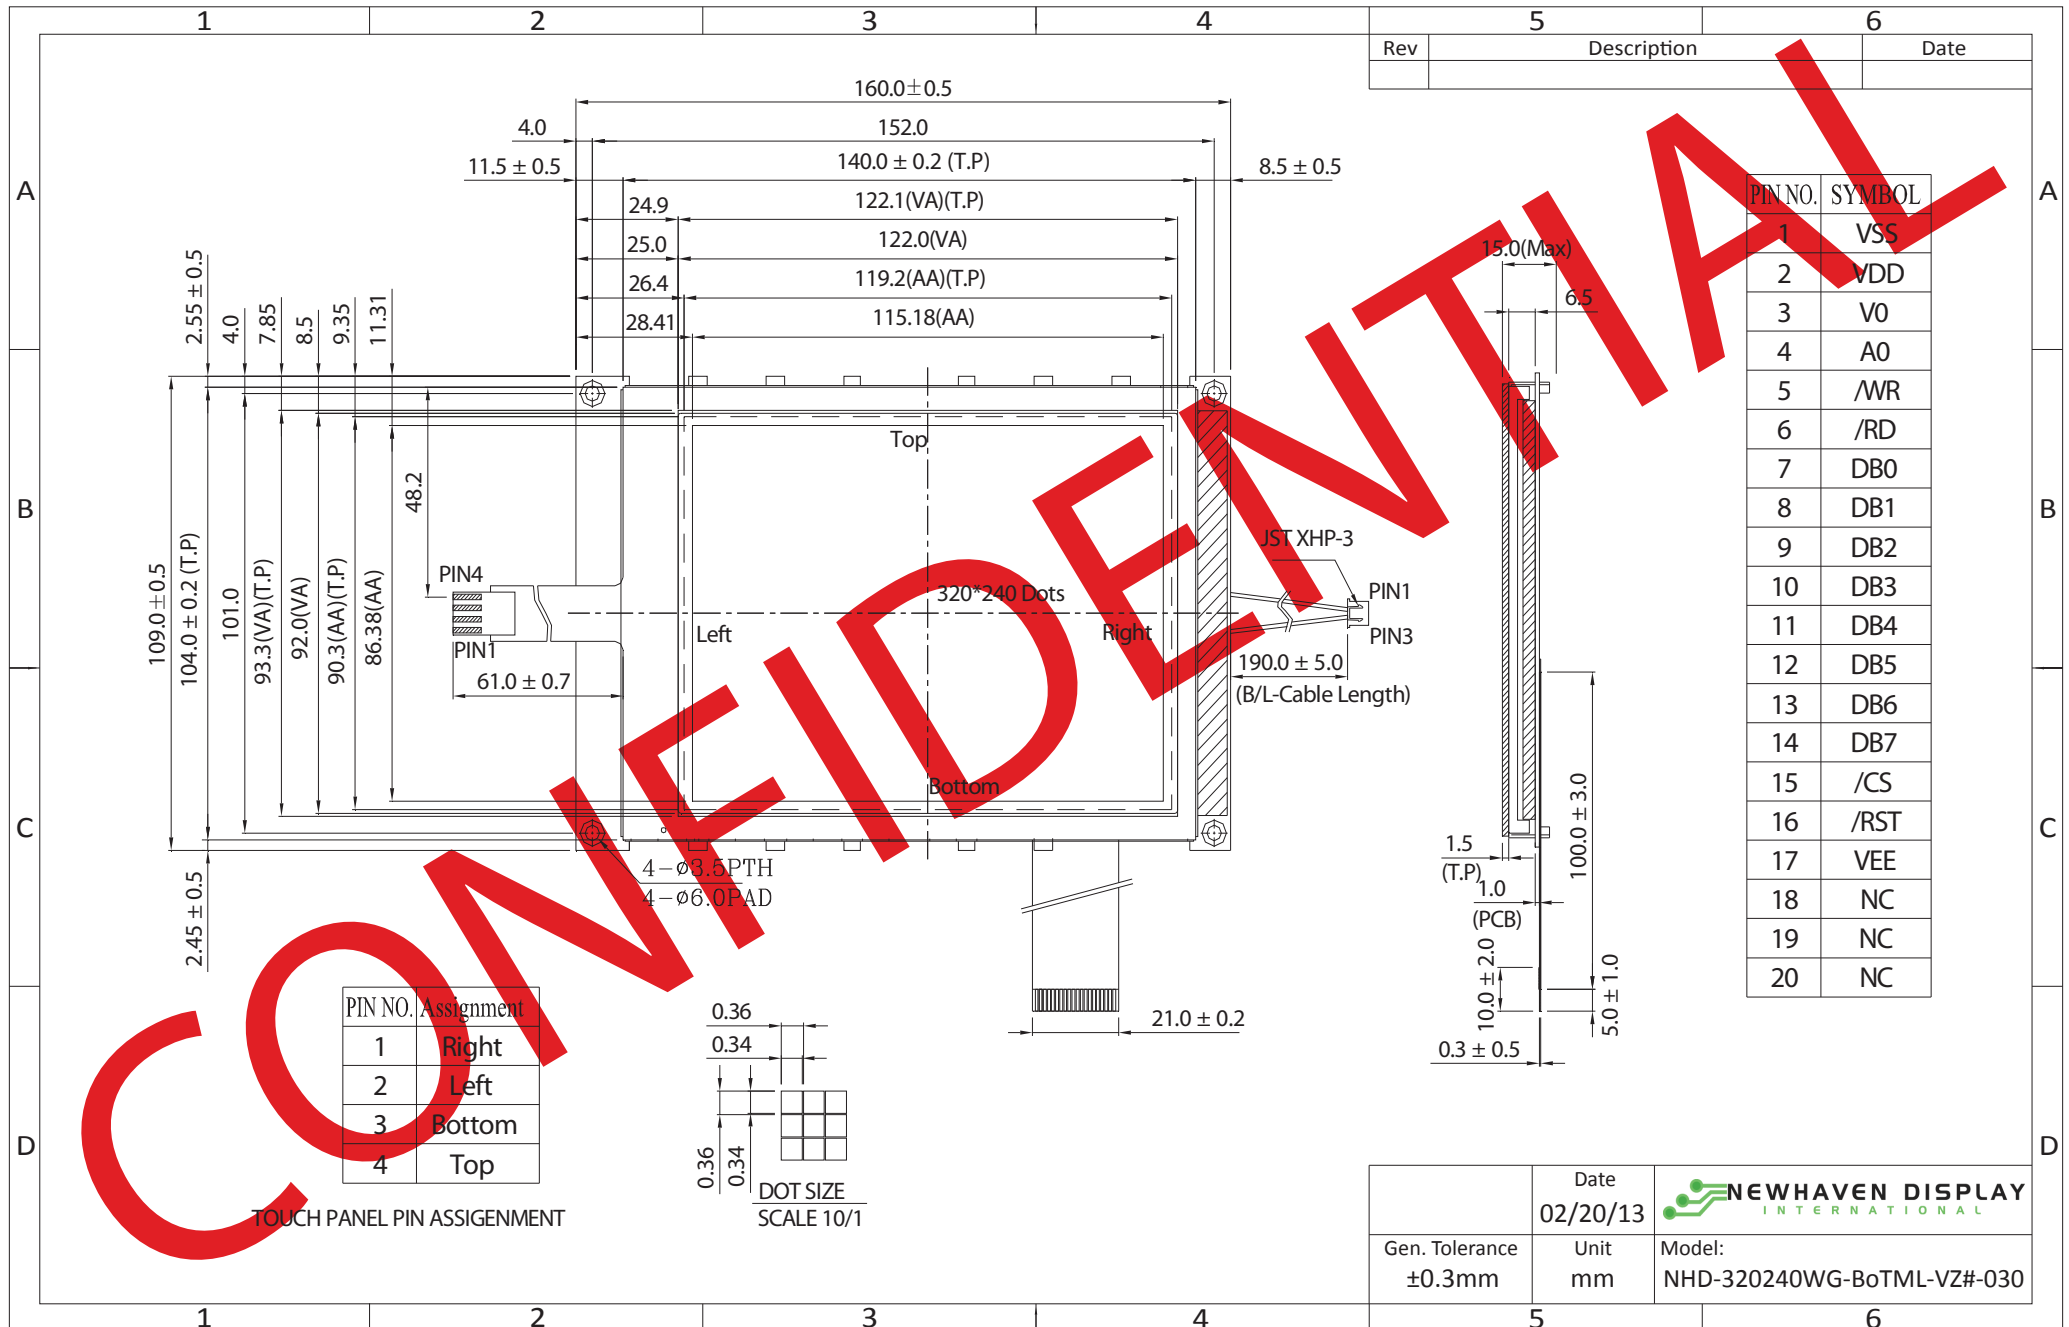 1 2 3 4 5 6
Rev Description Date
A A
B B
C C
D D
160.0±0.5
4.0 152.0
11.5 ± 0.5 140.0 ± 0.2 (T.P) 8.5 ± 0.5
24.9 122.1(VA)(T.P)
25.0 122.0(VA)
26.4 119.2(AA)(T.P)
28.41 115.18(AA)
2.55 ± 0.5
4.0
7.85
8.5
9.35
11.31
109.0 ± 0.5
104.0 ± 0.2 (T.P)
101.0
93.3(VA)(T.P)
92.0(VA)
90.3(AA)(T.P)
86.38(AA)
48.2
2.45 ± 0.5
Top
320*240 Dots
Left
Right
Bottom
PIN4
PIN1
61.0 ± 0.7
4-ø3.5PTH
4-ø6.0PAD
JST XHP-3
PIN1
PIN3
190.0 ± 5.0
(B/L-Cable Length)
21.0 ± 0.2
15.0(Max)
6.5
1.5
(T.P)
1.0
(PCB)
100.0 ± 3.0
10.0 ± 2.0
5.0 ± 1.0
0.3 ± 0.5
PIN NO. SYMBOL
1 VSS
2 VDD
3 V0
4 A0
5 /WR
6 /RD
7 DB0
8 DB1
9 DB2
10 DB3
11 DB4
12 DB5
13 DB6
14 DB7
15 /CS
16 /RST
17 VEE
18 NC
19 NC
20 NC
PIN NO. Assignment
1 Right
2 Left
3 Bottom
4 Top
TOUCH PANEL PIN ASSIGENMENT
0.36
0.34
0.36
0.34
DOT SIZE
SCALE 10/1
CONFIDENTIAL
Date
02/20/13
NEWHAVEN DISPLAY
INTERNATIONAL
Gen. Tolerance
±0.3mm
Unit
mm
Model:
NHD-320240WG-BoTML-VZ#-030
1 2 3 4 5 6